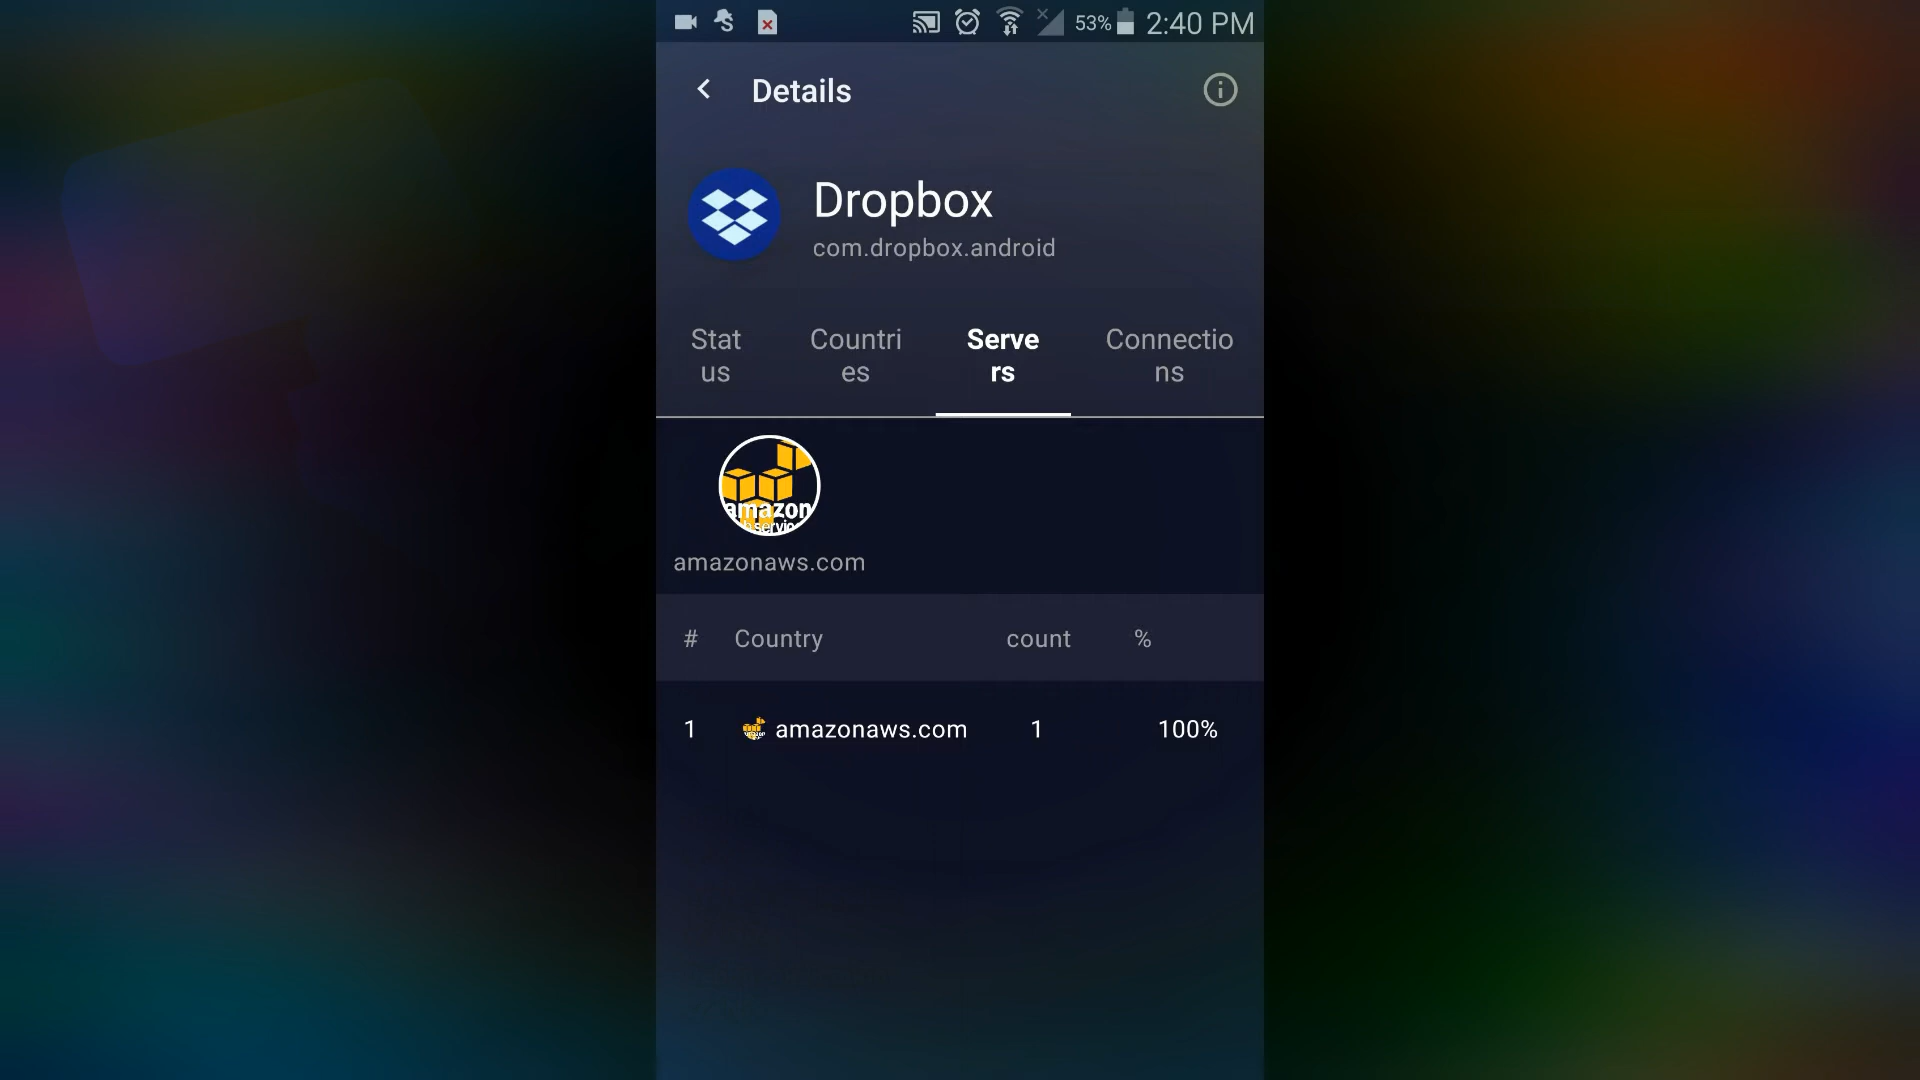 53% 2:40 PM
Details
Dropbox
com.dropbox.android
Stat
us
Countri
es
Serve
rs
Connectio
ns
amazon
b servic
amazonaws.com
# Country count %
1 amazonaws.com 1 100%